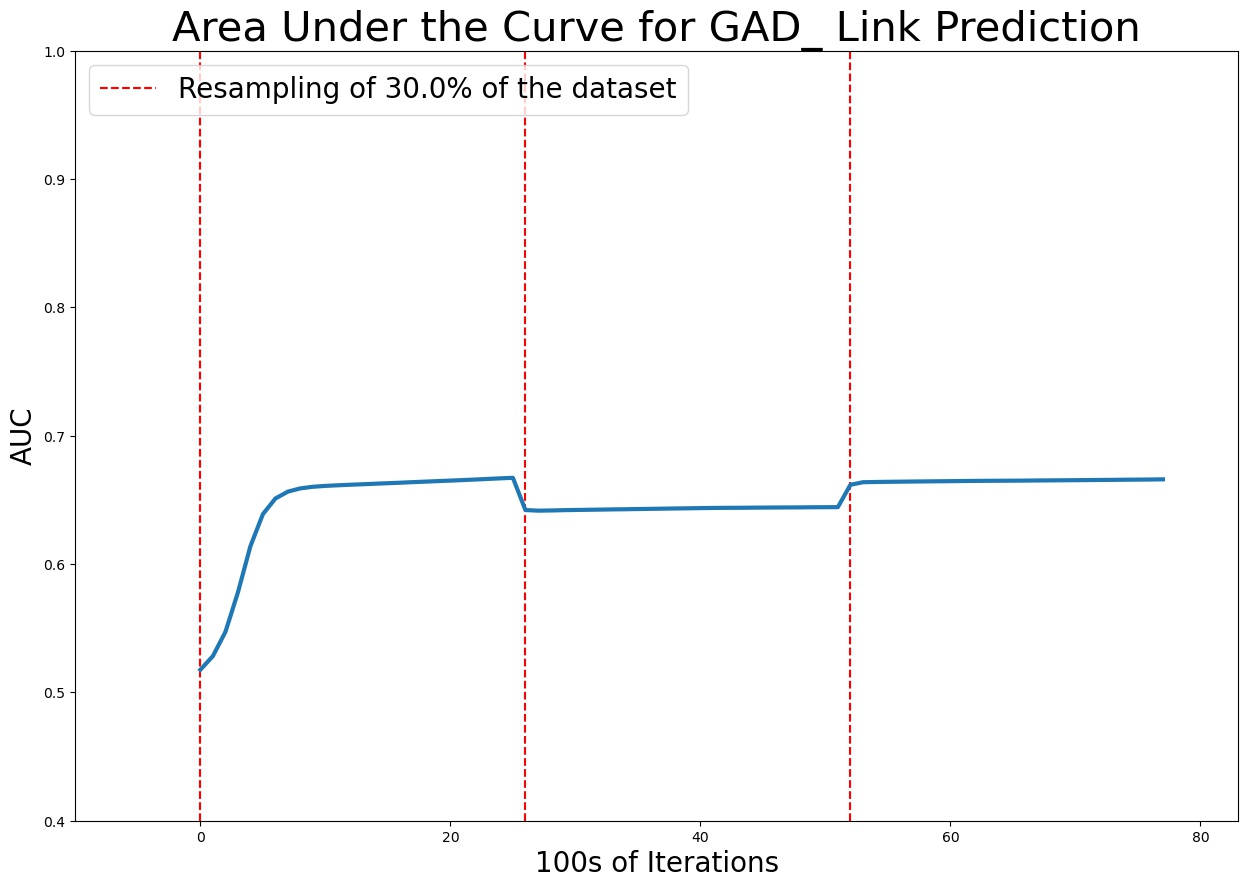 Area Under the Curve for GAD_ Link Prediction
Resampling of 30.0% of the dataset
1.0
0.9
0.8
0.7
0.6
0.5
0.4
AUC
0 20 40 60 80
100s of Iterations